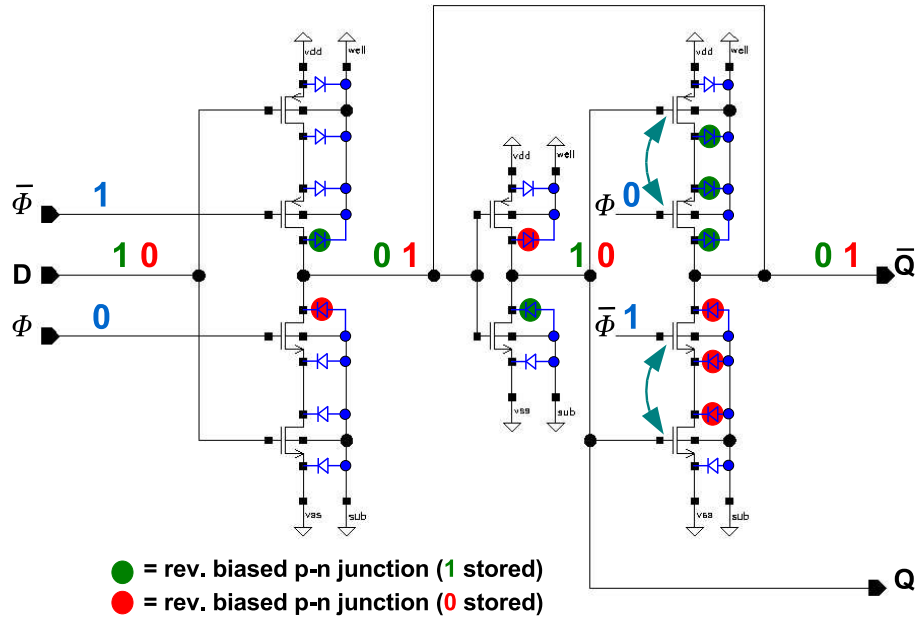 vdd well vdd well
vdd well
Φ̅ 1 Φ 0
D 1 0 0 1 1 0 0 1 Q̅
Φ 0 Φ̅ 1
vss sub
vss sub vss sub
= rev. biased p-n junction (1 stored)
= rev. biased p-n junction (0 stored)
Q